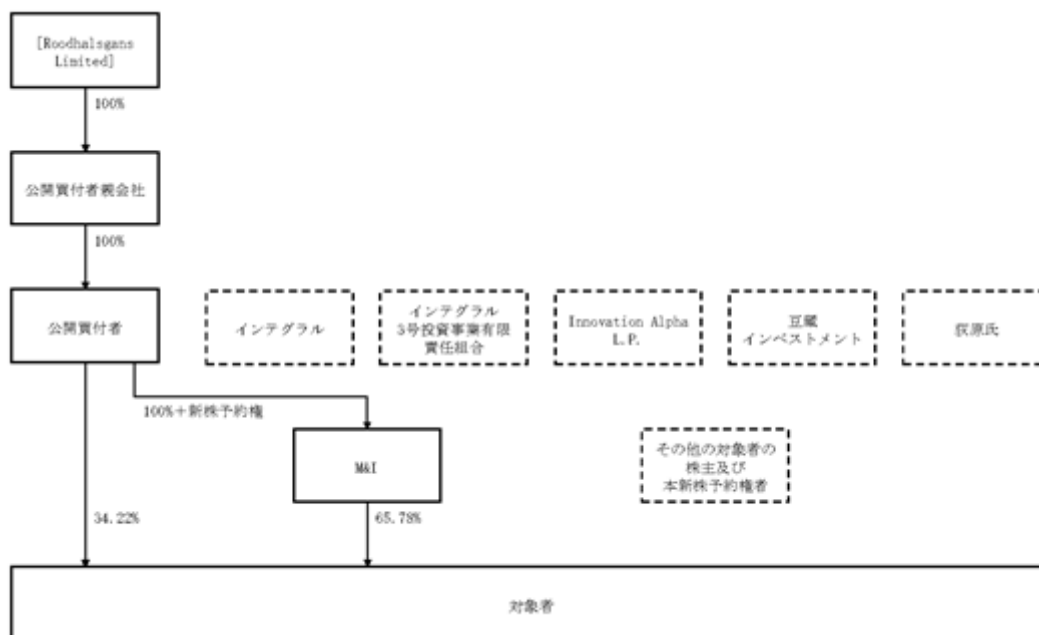 [Roodhalsgans
Limited]
100%
公開買付者親会社
100%
公開買付者
インテグラル
インテグラル
3号投資事業有限
責任組合
Innovation Alpha
L.P.
豆蔵
インベストメント
荻原氏
100%＋新株予約権
M&I
その他の対象者の
株主及び
本新株予約権者
34.22%
65.78%
対象者